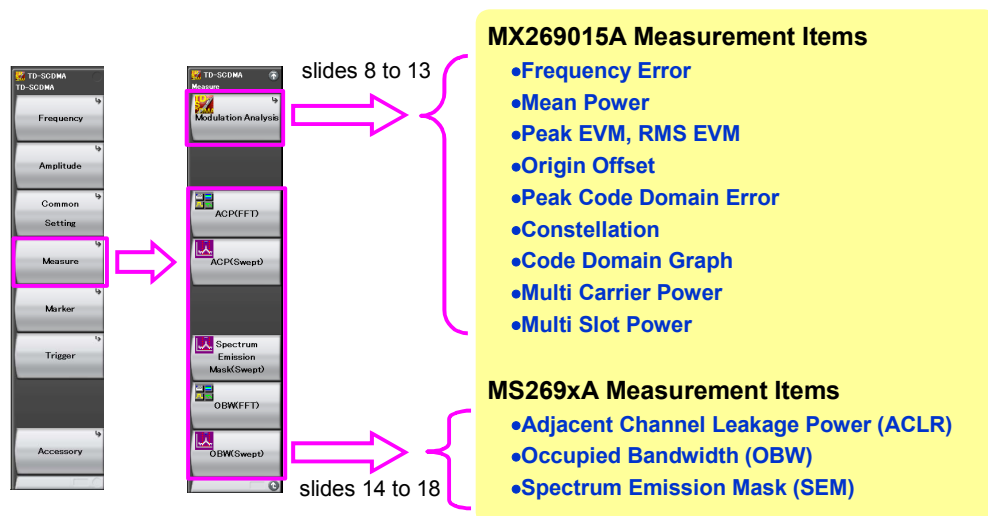 TD-SCDMA
TD-SCDMA
Frequency
Amplitude
Common
Setting
Measure
Marker
Trigger
Accessory
TD-SCDMA
Measure
Modulation Analysis
ACP(FFT)
ACP(Swept)
Spectrum
Emission
Mask(Swept)
OBW(FFT)
OBW(Swept)
slides 8 to 13
slides 14 to 18
MX269015A Measurement Items
•Frequency Error
•Mean Power
•Peak EVM, RMS EVM
•Origin Offset
•Peak Code Domain Error
•Constellation
•Code Domain Graph
•Multi Carrier Power
•Multi Slot Power
MS269xA Measurement Items
•Adjacent Channel Leakage Power (ACLR)
•Occupied Bandwidth (OBW)
•Spectrum Emission Mask (SEM)